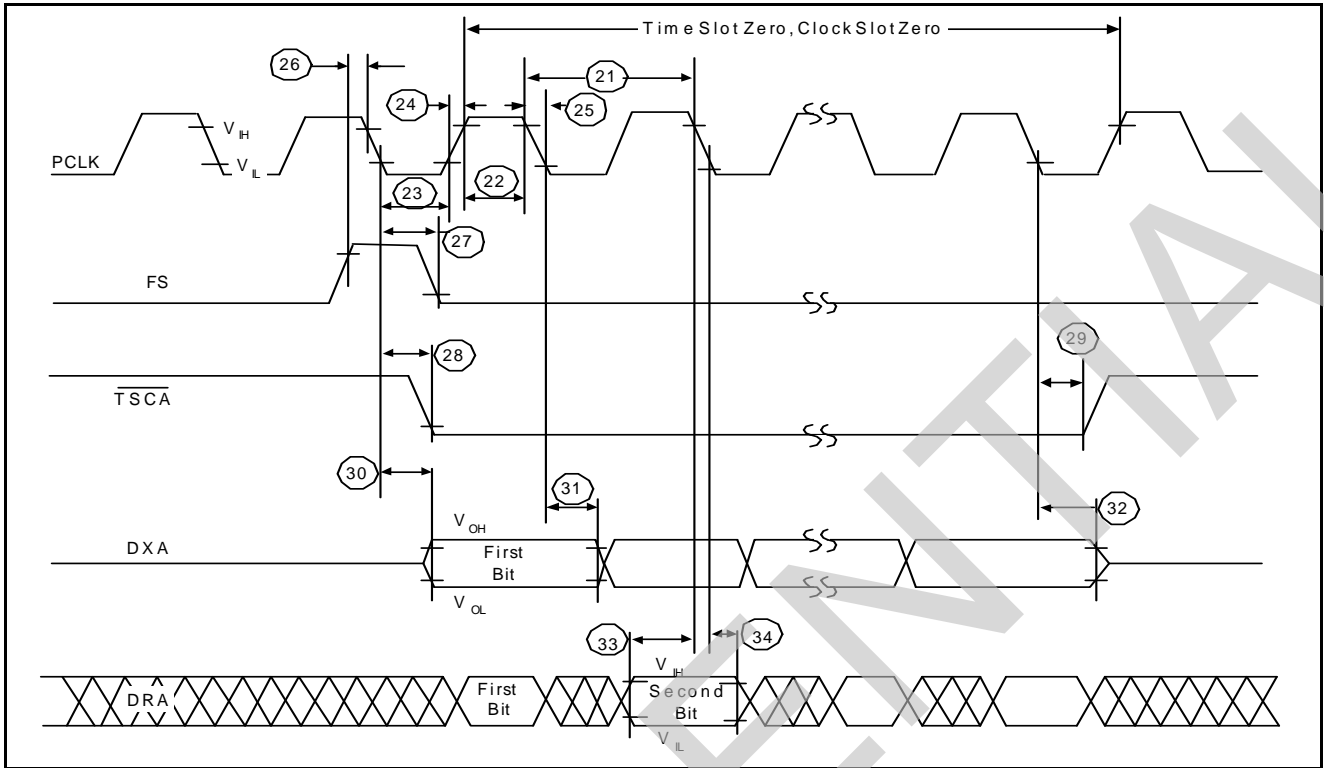 Time Slot Zero, Clock Slot Zero
26
21
24
25
V IH
PCLK
V IL
23
22
27
FS
28
29
TSCA
30
31
32
V OH
DXA
First
Bit
V OL
33
34
V IH
DRA
First
Bit
Second
Bit
V IL
ENTIAL